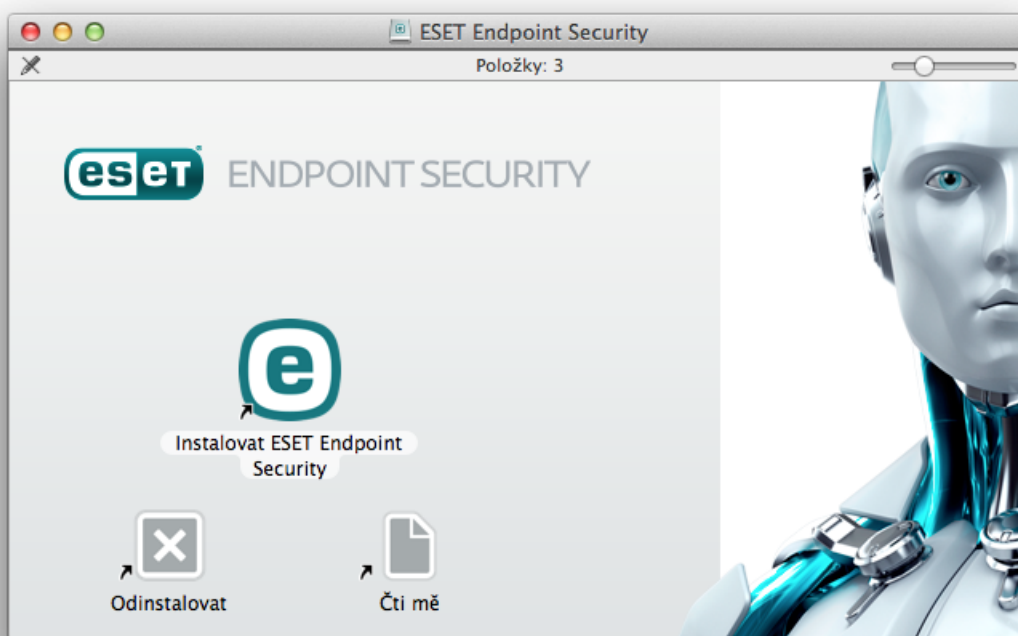 ESET Endpoint Security
Položky: 3
eset ENDPOINT SECURITY
e
Instalovat ESET Endpoint
Security
Odinstalovat
Čti mě